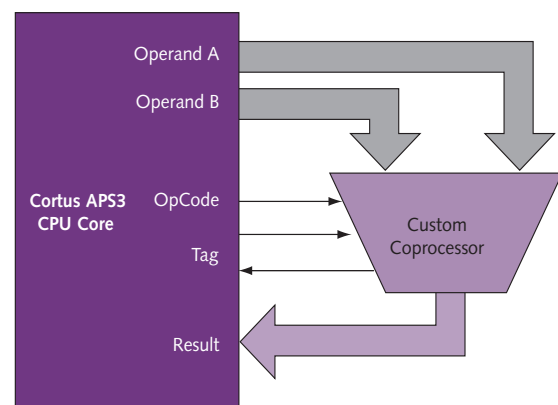 Operand A
Operand B
Cortus APS3
CPU Core
OpCode
Tag
Result
Custom
Coprocessor